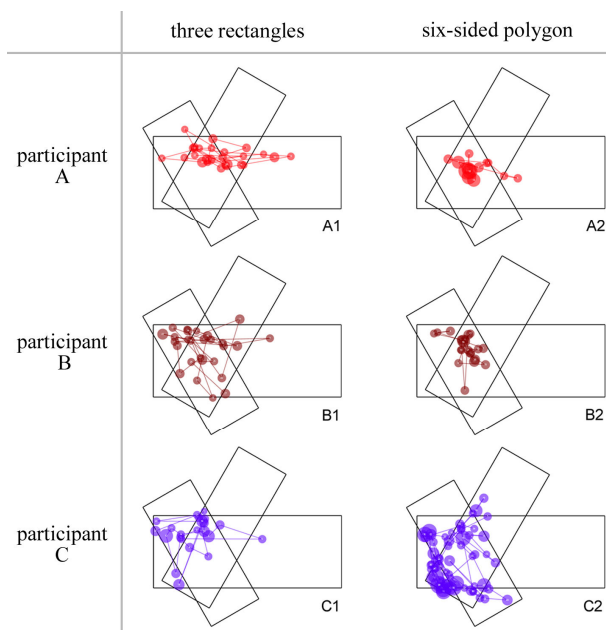 three rectangles six-sided polygon
participant
A
A1 A2
participant
B
B1 B2
participant
C
C1 C2